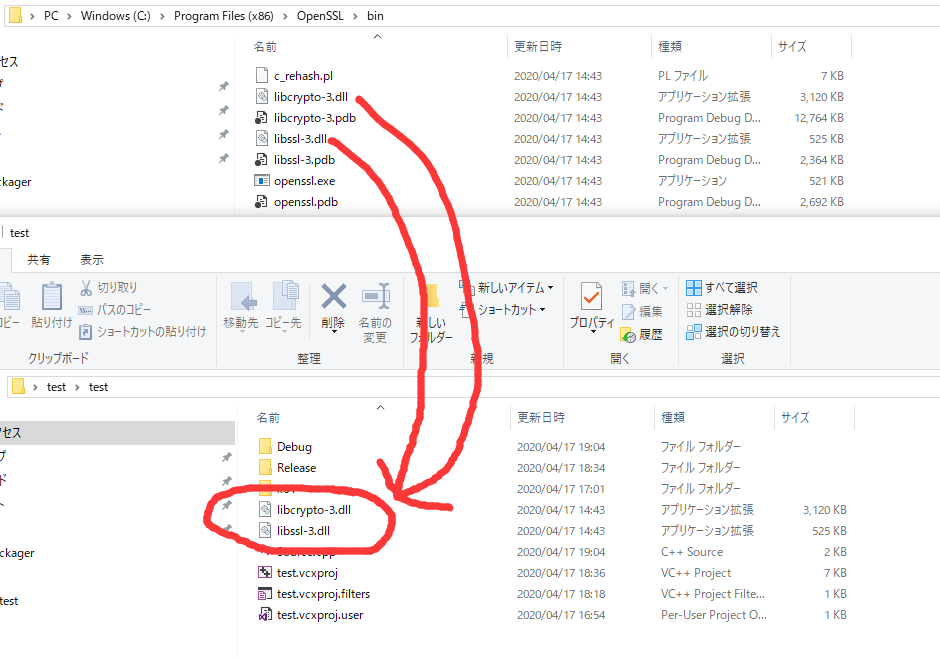 PC › Windows (C:) › Program Files (x86) › OpenSSL › bin
名前 更新日時 種類 サイズ
セス
c_rehash.pl 2020/04/17 14:43 PL ファイル 7 KB
libcrypto-3.dll 2020/04/17 14:43 アプリケーション拡張 3,120 KB
libcrypto-3.pdb 2020/04/17 14:43 Program Debug D... 12,764 KB
libssl-3.dll 2020/04/17 14:43 アプリケーション拡張 525 KB
libssl-3.pdb 2020/04/17 14:43 Program Debug D... 2,364 KB
ckager openssl.exe 2020/04/17 14:43 アプリケーション 521 KB
openssl.pdb 2020/04/17 14:43 Program Debug D... 2,692 KB
test
共有 表示
切り取り
パスのコピー
ショートカットの貼り付け
ピー 貼り付け
クリップボード
移動先 コピー先 削除 名前の変更
整理
新しいフォルダー
新しいアイテム
ショートカット
新規
プロパティ
開く
編集
履歴
開く
すべて選択
選択解除
選択の切り替え
選択
test › test
名前 更新日時 種類 サイズ
セス
Debug 2020/04/17 19:04 ファイル フォルダー
Release 2020/04/17 18:34 ファイル フォルダー
2020/04/17 17:01 ファイル フォルダー
libcrypto-3.dll 2020/04/17 14:43 アプリケーション拡張 3,120 KB
libssl-3.dll 2020/04/17 14:43 アプリケーション拡張 525 KB
ckager Source.cpp 2020/04/17 19:04 C++ Source 2 KB
test.vcxproj 2020/04/17 18:36 VC++ Project 7 KB
test test.vcxproj.filters 2020/04/17 18:18 VC++ Project Filte... 1 KB
test.vcxproj.user 2020/04/17 16:54 Per-User Project O... 1 KB